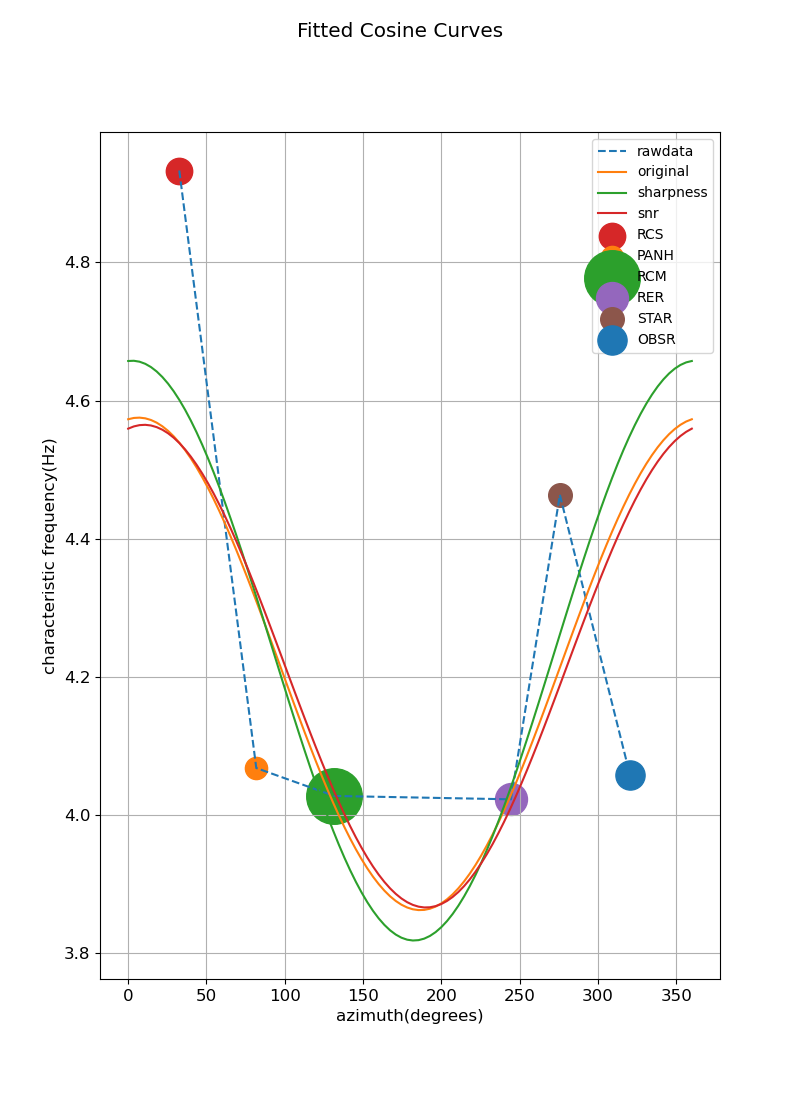 Fitted Cosine Curves
rawdata
original
sharpness
snr
RCS
PANH
RCM
RER
STAR
OBSR
characteristic frequency(Hz)
4.8
4.6
4.4
4.2
4.0
3.8
0 50 100 150 200 250 300 350
azimuth(degrees)